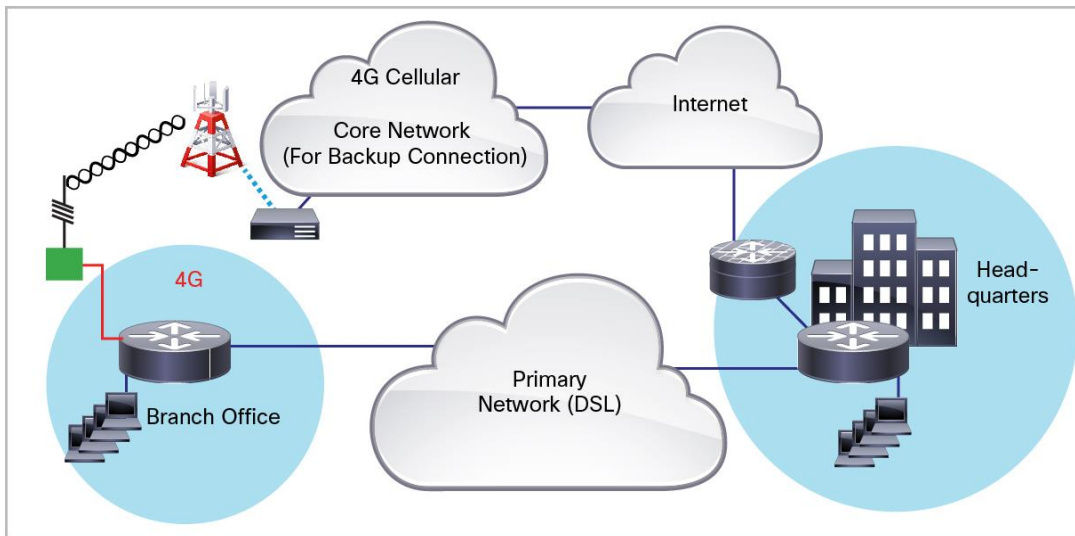 4G Cellular
Core Network
(For Backup Connection)
Internet
4G
Head-
quarters
Branch Office
Primary
Network (DSL)